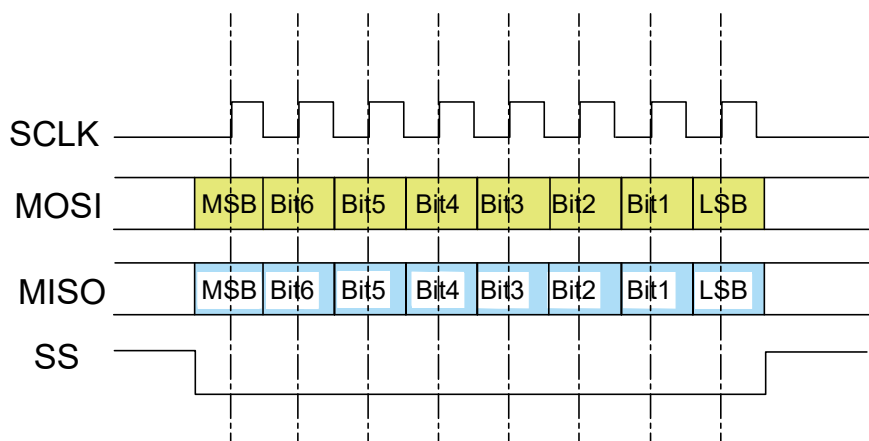 SCLK
MOSI MSB Bit6 Bit5 Bit4 Bit3 Bit2 Bit1 LSB
MISO MSB Bit6 Bit5 Bit4 Bit3 Bit2 Bit1 LSB
SS